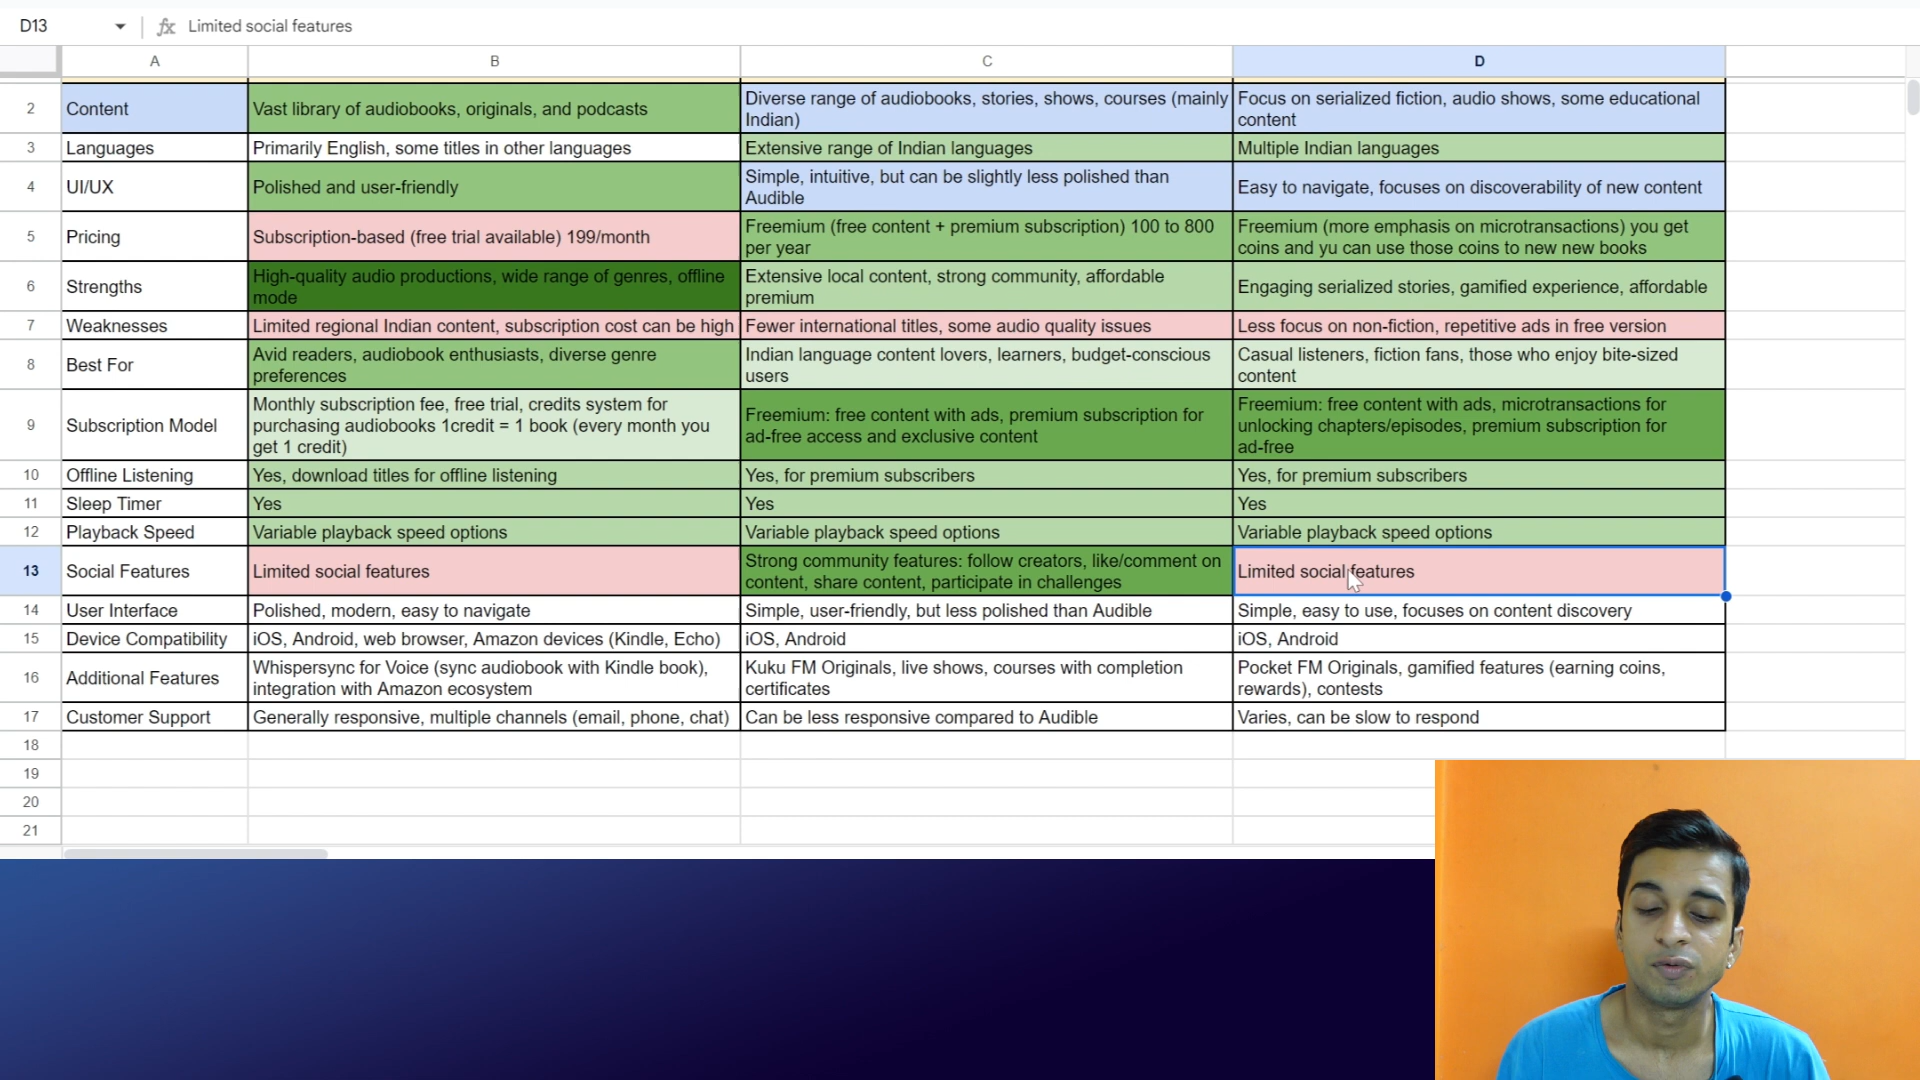 D13
fx Limited social features
A B C D
2 Content Vast library of audiobooks, originals, and podcasts Diverse range of audiobooks, stories, shows, courses (mainly Indian) Focus on serialized fiction, audio shows, some educational content
3 Languages Primarily English, some titles in other languages Extensive range of Indian languages Multiple Indian languages
4 UI/UX Polished and user-friendly Simple, intuitive, but can be slightly less polished than Audible Easy to navigate, focuses on discoverability of new content
5 Pricing Subscription-based (free trial available) 199/month Freemium (free content + premium subscription) 100 to 800 per year Freemium (more emphasis on microtransactions) you get coins and yu can use those coins to new new books
6 Strengths High-quality audio productions, wide range of genres, offline mode Extensive local content, strong community, affordable premium Engaging serialized stories, gamified experience, affordable
7 Weaknesses Limited regional Indian content, subscription cost can be high Fewer international titles, some audio quality issues Less focus on non-fiction, repetitive ads in free version
8 Best For Avid readers, audiobook enthusiasts, diverse genre preferences Indian language content lovers, learners, budget-conscious users Casual listeners, fiction fans, those who enjoy bite-sized content
9 Subscription Model Monthly subscription fee, free trial, credits system for purchasing audiobooks 1credit = 1 book (every month you get 1 credit) Freemium: free content with ads, premium subscription for ad-free access and exclusive content Freemium: free content with ads, microtransactions for unlocking chapters/episodes, premium subscription for ad-free
10 Offline Listening Yes, download titles for offline listening Yes, for premium subscribers Yes, for premium subscribers
11 Sleep Timer Yes Yes Yes
12 Playback Speed Variable playback speed options Variable playback speed options Variable playback speed options
13 Social Features Limited social features Strong community features: follow creators, like/comment on content, share content, participate in challenges Limited social features
14 User Interface Polished, modern, easy to navigate Simple, user-friendly, but less polished than Audible Simple, easy to use, focuses on content discovery
15 Device Compatibility iOS, Android, web browser, Amazon devices (Kindle, Echo) iOS, Android iOS, Android
16 Additional Features Whispersync for Voice (sync audiobook with Kindle book), integration with Amazon ecosystem Kuku FM Originals, live shows, courses with completion certificates Pocket FM Originals, gamified features (earning coins, rewards), contests
17 Customer Support Generally responsive, multiple channels (email, phone, chat) Can be less responsive compared to Audible Varies, can be slow to respond
18
19
20
21